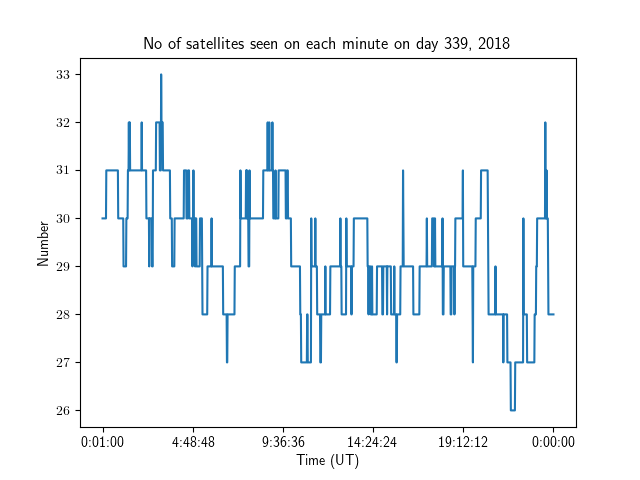 No of satellites seen on each minute on day 339, 2018
33
32
31
30
29
28
27
26
Number
0:01:00 4:48:48 9:36:36 14:24:24 19:12:12 0:00:00
Time (UT)